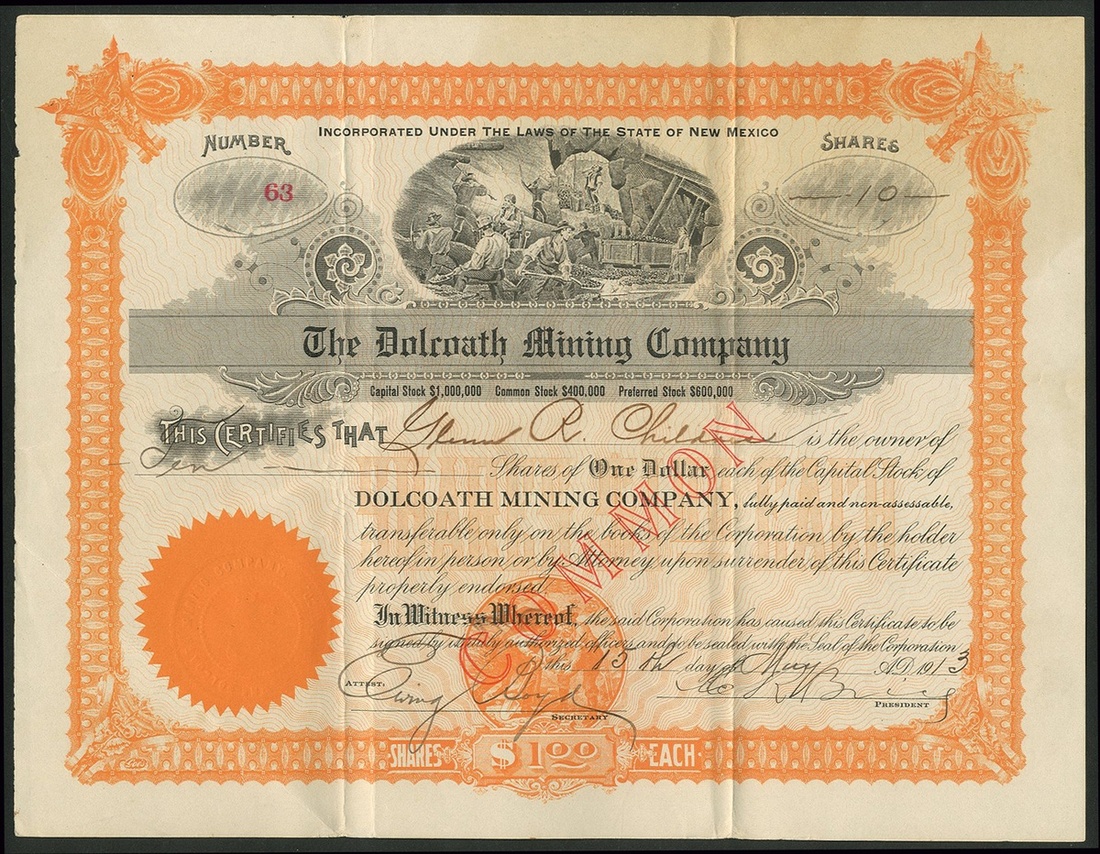 INCORPORATED UNDER THE LAWS OF THE STATE OF NEW MEXICO
NUMBER
SHARES
63
10
The Dolcoath Mining Company
Capital Stock $1,000,000 Common Stock $400,000 Preferred Stock $600,000
THIS CERTIFIES THAT Glenn R. is the owner of
Ten Shares of One Dollar each of the Capital Stock of
DOLCOATH MINING COMPANY, fully paid and non-assessable,
transferable only on the books of the Corporation by the holder
hereof in person or by Attorney upon surrender of this Certificate
properly endorsed.
In Witness Whereof, the said Corporation has caused this Certificate to be
signed by its duly authorized officers and to be sealed with the Seal of the Corporation
this 13th day of May A.D. 1913
COMMON
ATTEST:
SECRETARY
PRESIDENT
SHARES $1.00 EACH